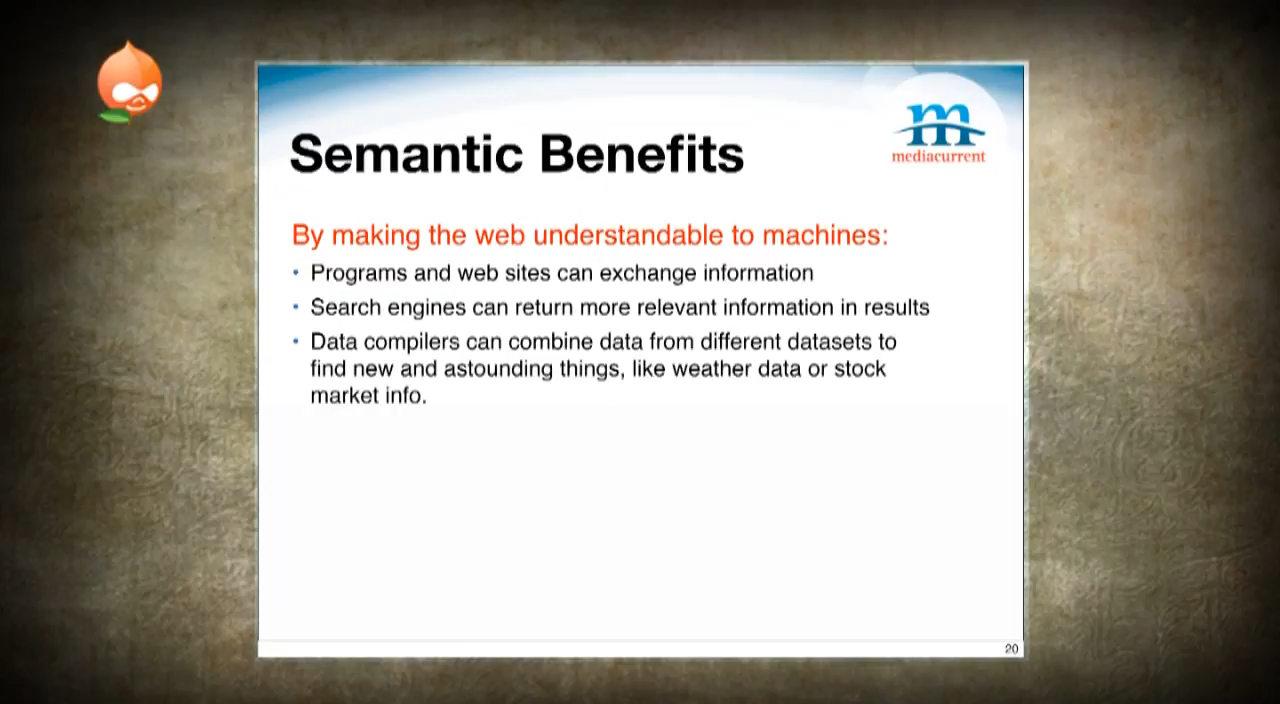 m
mediacurrent
Semantic Benefits
By making the web understandable to machines:
• Programs and web sites can exchange information
• Search engines can return more relevant information in results
• Data compilers can combine data from different datasets to
find new and astounding things, like weather data or stock
market info.
20